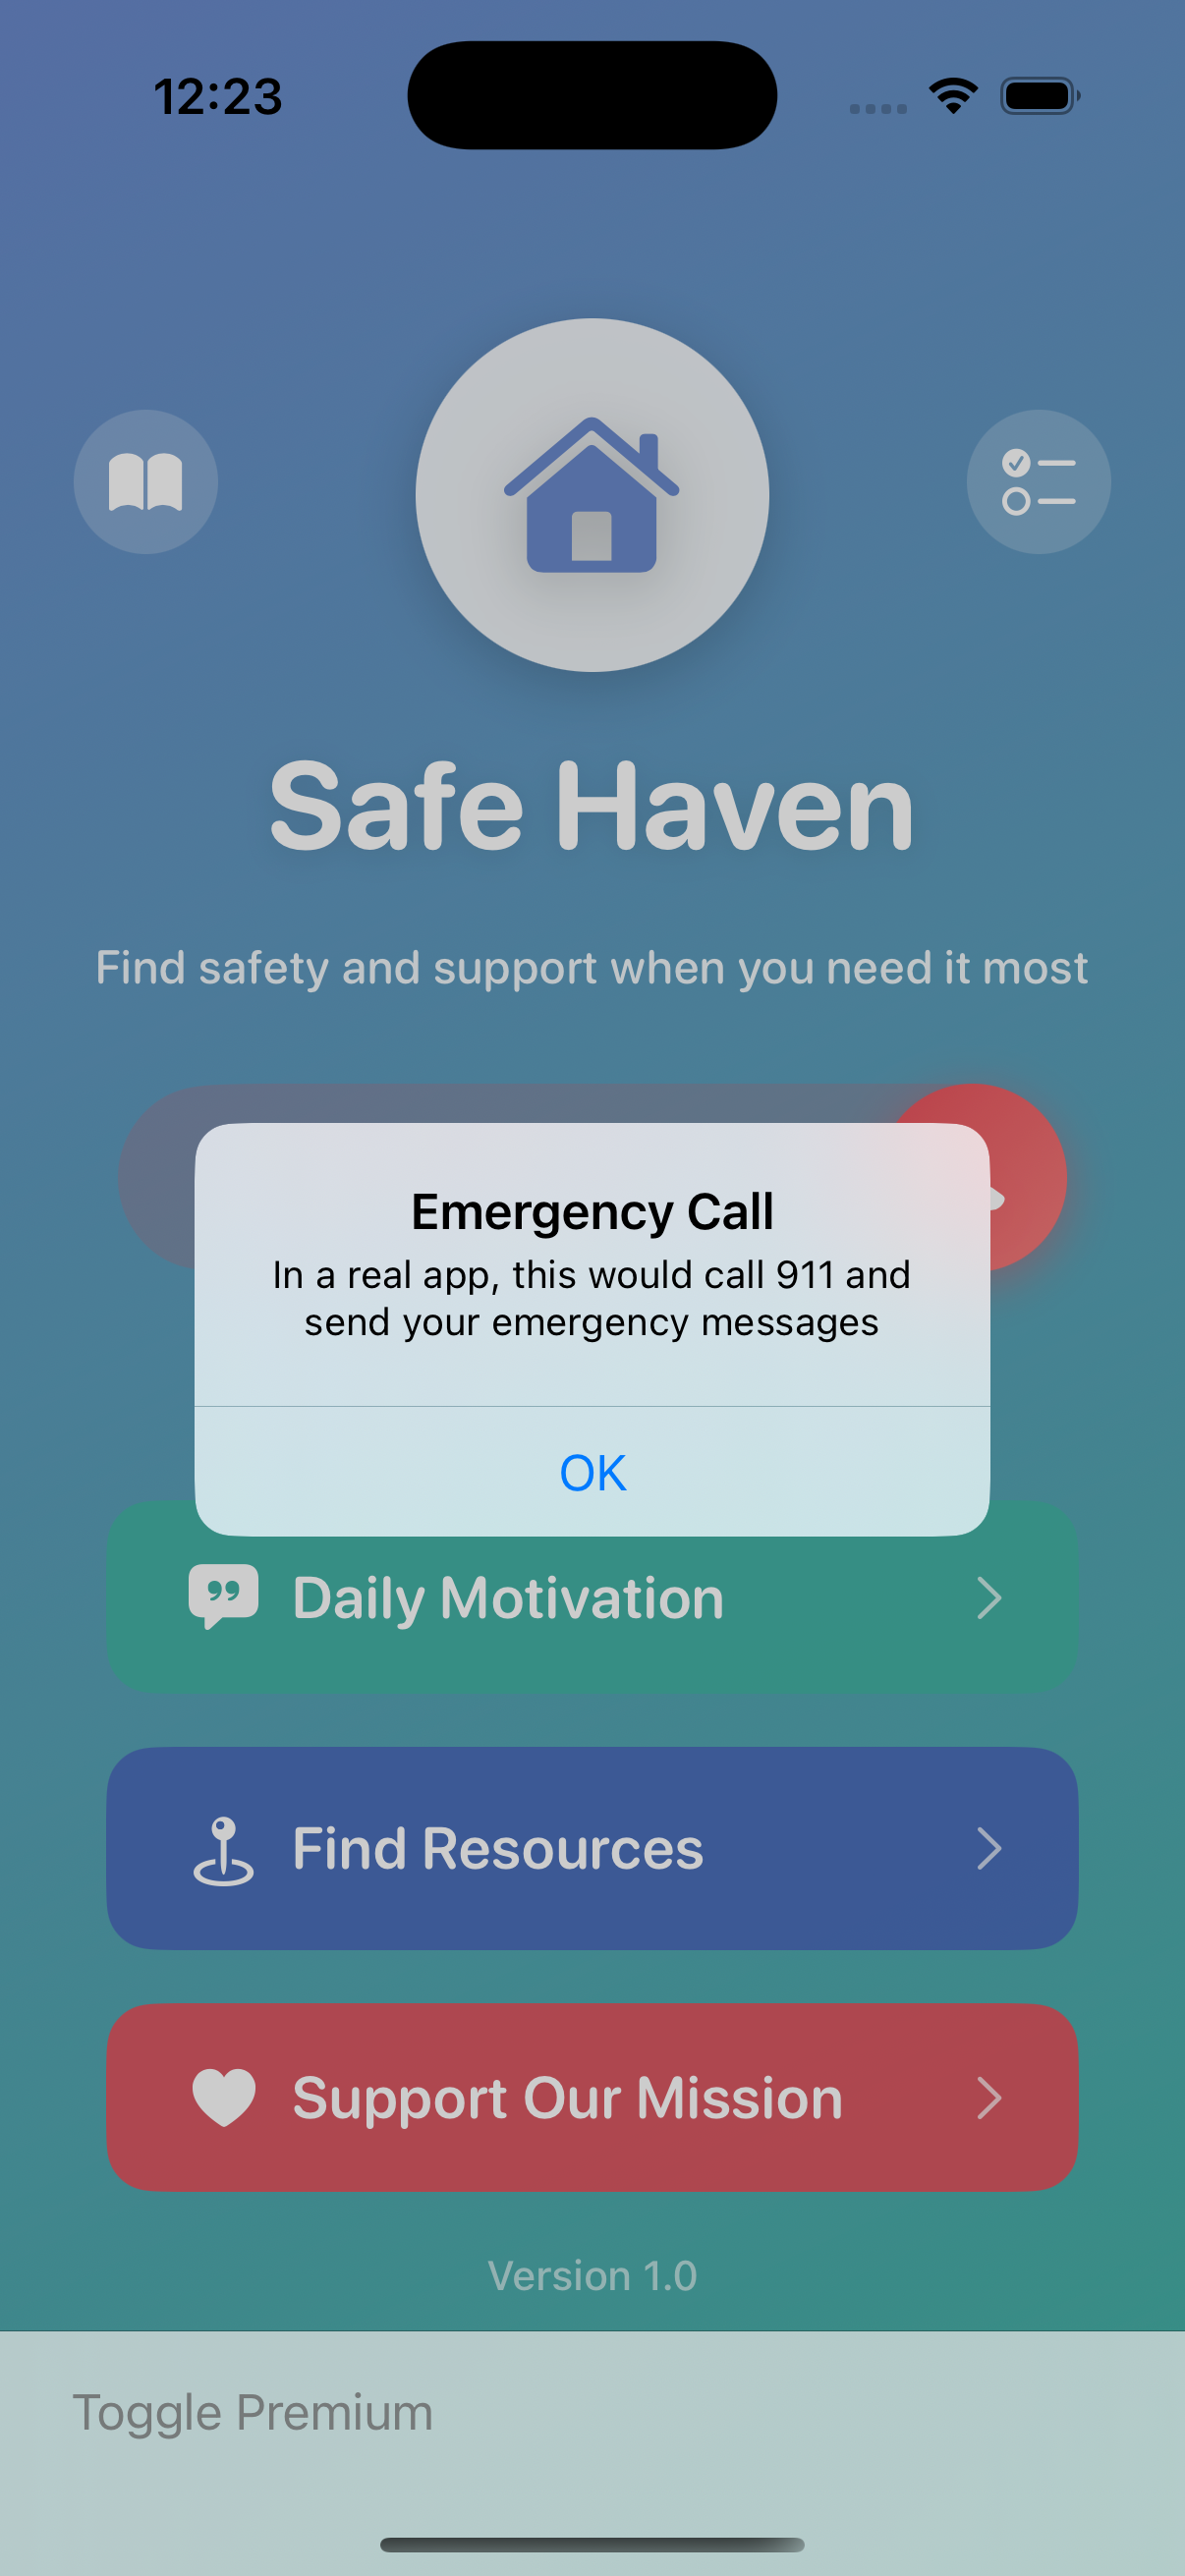 12:23
Safe Haven
Find safety and support when you need it most
Emergency Call
In a real app, this would call 911 and
send your emergency messages
OK
Daily Motivation
Find Resources
Support Our Mission
Version 1.0
Toggle Premium